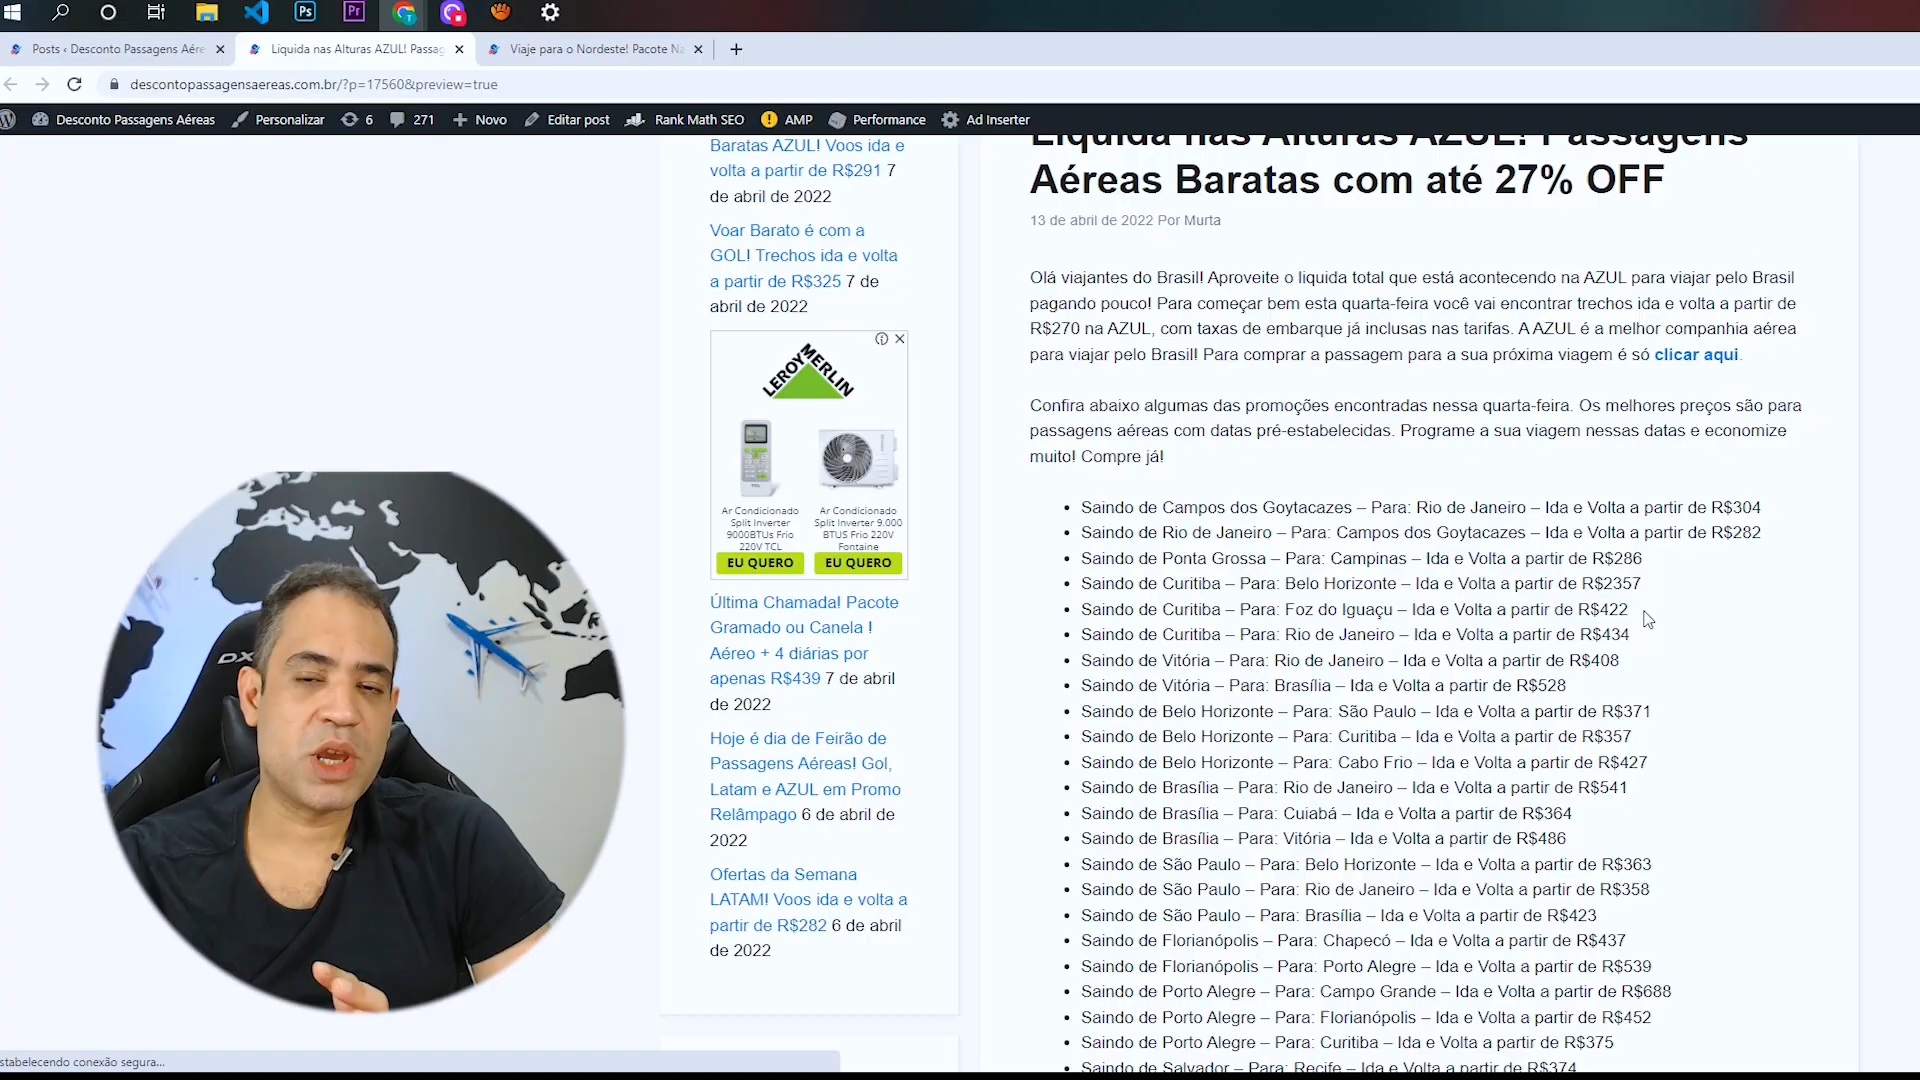 Ps
Pr
T
Posts ‹ Desconto Passagens Aére
Liquida nas Alturas AZUL! Passag
Viaje para o Nordeste! Pacote Na
descontopassagensaereas.com.br/?p=17560&preview=true
Desconto Passagens Aéreas
Personalizar
6
271
Novo
Editar post
Rank Math SEO
AMP
Performance
Ad Inserter
Baratas AZUL! Voos ida e
volta a partir de R$291 7
de abril de 2022
Voar Barato é com a
GOL! Trechos ida e volta
a partir de R$325 7 de
abril de 2022
LEROY MERLIN
Ar Condicionado
Split Inverter
9000BTUs Frio
220V TCL
EU QUERO
Ar Condicionado
Split Inverter 9.000
BTUS Frio 220V
Fontaine
EU QUERO
Última Chamada! Pacote
Gramado ou Canela !
Aéreo + 4 diárias por
apenas R$439 7 de abril
de 2022
Hoje é dia de Feirão de
Passagens Aéreas! Gol,
Latam e AZUL em Promo
Relâmpago 6 de abril de
2022
Ofertas da Semana
LATAM! Voos ida e volta a
partir de R$282 6 de abril
de 2022
Liquida nas Alturas AZUL! Passagens
Aéreas Baratas com até 27% OFF
13 de abril de 2022 Por Murta
Olá viajantes do Brasil! Aproveite o liquida total que está acontecendo na AZUL para viajar pelo Brasil
pagando pouco! Para começar bem esta quarta-feira você vai encontrar trechos ida e volta a partir de
R$270 na AZUL, com taxas de embarque já inclusas nas tarifas. A AZUL é a melhor companhia aérea
para viajar pelo Brasil! Para comprar a passagem para a sua próxima viagem é só clicar aqui.
Confira abaixo algumas das promoções encontradas nessa quarta-feira. Os melhores preços são para
passagens aéreas com datas pré-estabelecidas. Programe a sua viagem nessas datas e economize
muito! Compre já!
• Saindo de Campos dos Goytacazes – Para: Rio de Janeiro – Ida e Volta a partir de R$304
• Saindo de Rio de Janeiro – Para: Campos dos Goytacazes – Ida e Volta a partir de R$282
• Saindo de Ponta Grossa – Para: Campinas – Ida e Volta a partir de R$286
• Saindo de Curitiba – Para: Belo Horizonte – Ida e Volta a partir de R$2357
• Saindo de Curitiba – Para: Foz do Iguaçu – Ida e Volta a partir de R$422
• Saindo de Curitiba – Para: Rio de Janeiro – Ida e Volta a partir de R$434
• Saindo de Vitória – Para: Rio de Janeiro – Ida e Volta a partir de R$408
• Saindo de Vitória – Para: Brasília – Ida e Volta a partir de R$528
• Saindo de Belo Horizonte – Para: São Paulo – Ida e Volta a partir de R$371
• Saindo de Belo Horizonte – Para: Curitiba – Ida e Volta a partir de R$357
• Saindo de Belo Horizonte – Para: Cabo Frio – Ida e Volta a partir de R$427
• Saindo de Brasília – Para: Rio de Janeiro – Ida e Volta a partir de R$541
• Saindo de Brasília – Para: Cuiabá – Ida e Volta a partir de R$364
• Saindo de Brasília – Para: Vitória – Ida e Volta a partir de R$486
• Saindo de São Paulo – Para: Belo Horizonte – Ida e Volta a partir de R$363
• Saindo de São Paulo – Para: Rio de Janeiro – Ida e Volta a partir de R$358
• Saindo de São Paulo – Para: Brasília – Ida e Volta a partir de R$423
• Saindo de Florianópolis – Para: Chapecó – Ida e Volta a partir de R$437
• Saindo de Florianópolis – Para: Porto Alegre – Ida e Volta a partir de R$539
• Saindo de Porto Alegre – Para: Campo Grande – Ida e Volta a partir de R$688
• Saindo de Porto Alegre – Para: Florianópolis – Ida e Volta a partir de R$452
• Saindo de Porto Alegre – Para: Curitiba – Ida e Volta a partir de R$375
• Saindo de Salvador – Para: Recife – Ida e Volta a partir de R$374
DX
stabelecendo conexão segura...